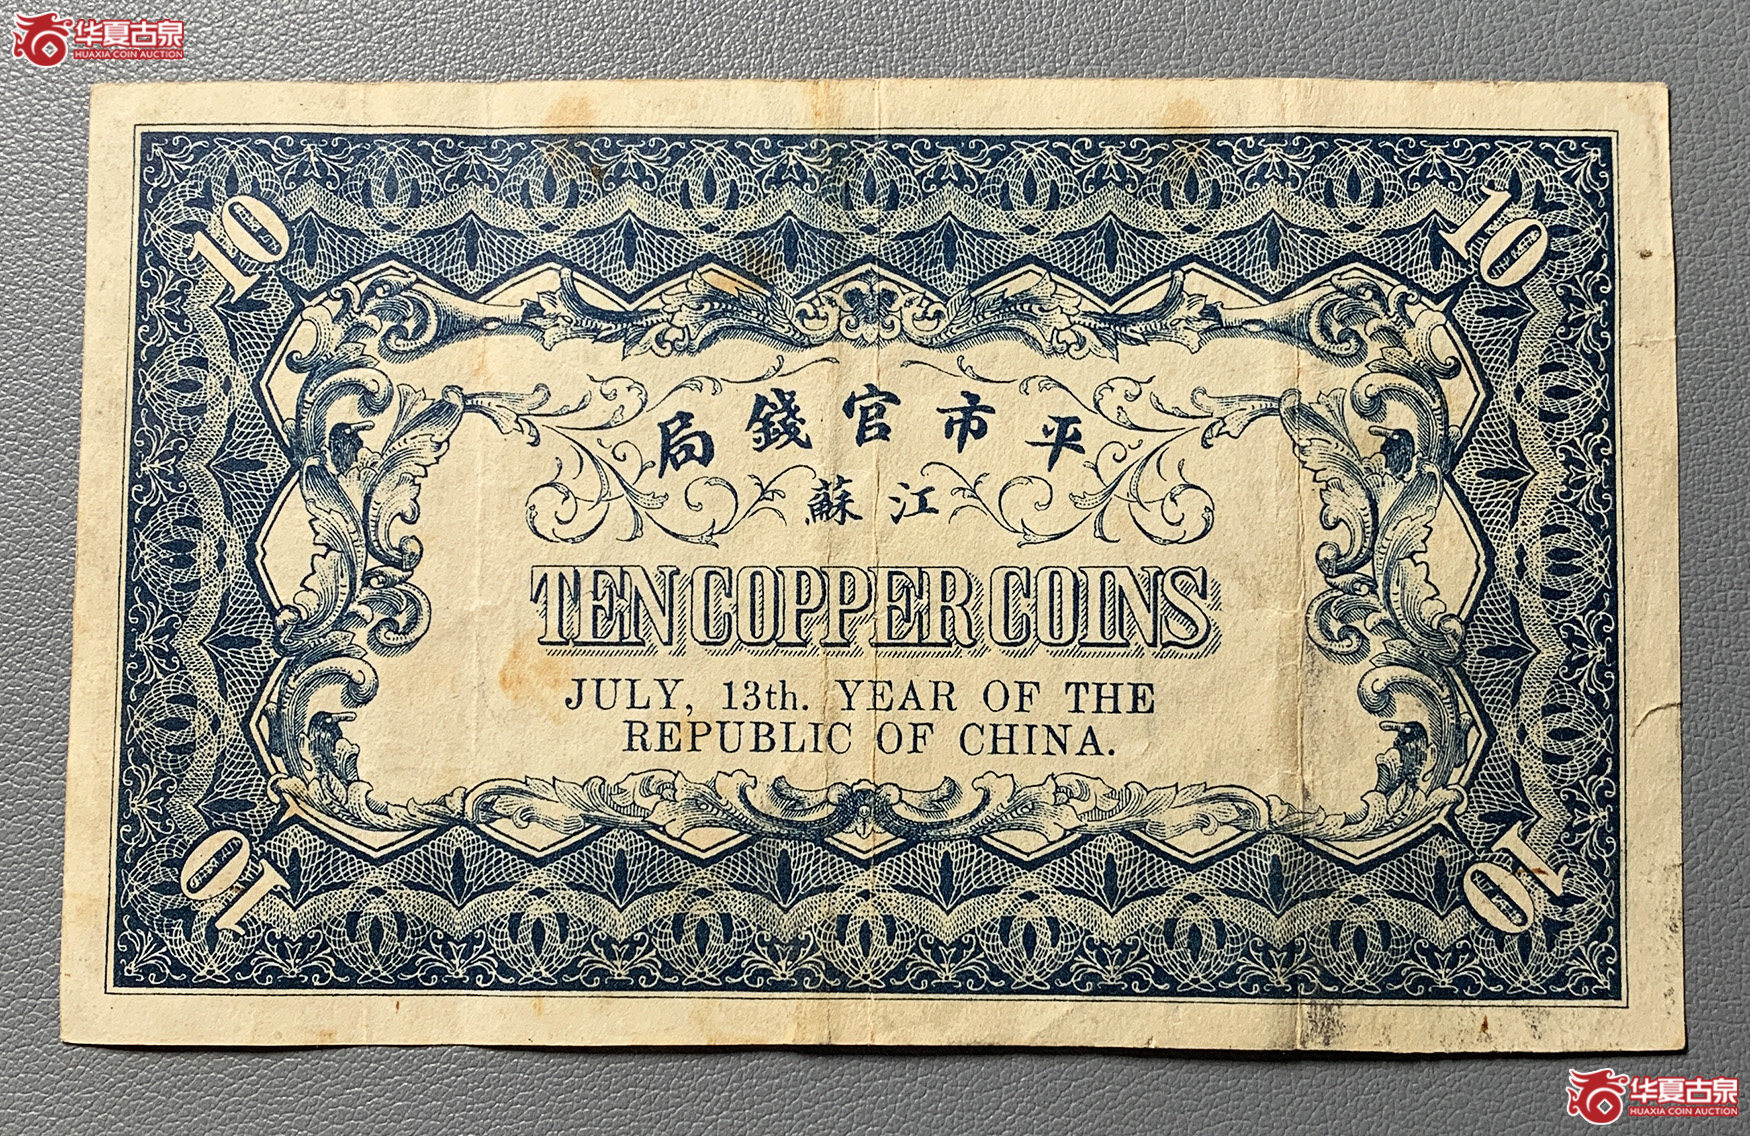 华夏古泉
HUAXIA COIN AUCTION
10
10
平市官錢局
江蘇
TEN COPPER COINS
JULY, 13th. YEAR OF THE
REPUBLIC OF CHINA.
10
10
华夏古泉
HUAXIA COIN AUCTION